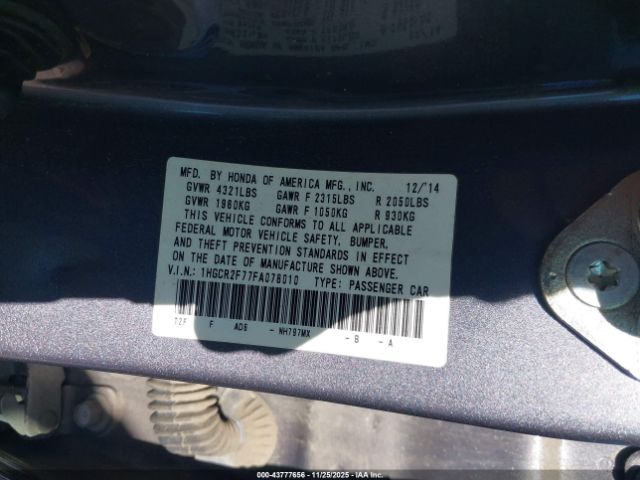 MFD. BY HONDA OF AMERICA MFG., INC. 12/'14
GVWR 4321LBS GAWR F 2315LBS R 2050LBS
GVWR 1960KG GAWR F 1050KG R 930KG
THIS VEHICLE CONFORMS TO ALL APPLICABLE
FEDERAL MOTOR VEHICLE SAFETY, BUMPER,
AND THEFT PREVENTION STANDARDS IN EFFECT
ON THE DATE OF MANUFACTURE SHOWN ABOVE.
V.I.N.: 1HGCR2F77FA078010 TYPE: PASSENGER CAR
T2F F AD6 - NH797MX - B - A
000-43777656 - 11/25/2025 - IAA Inc.